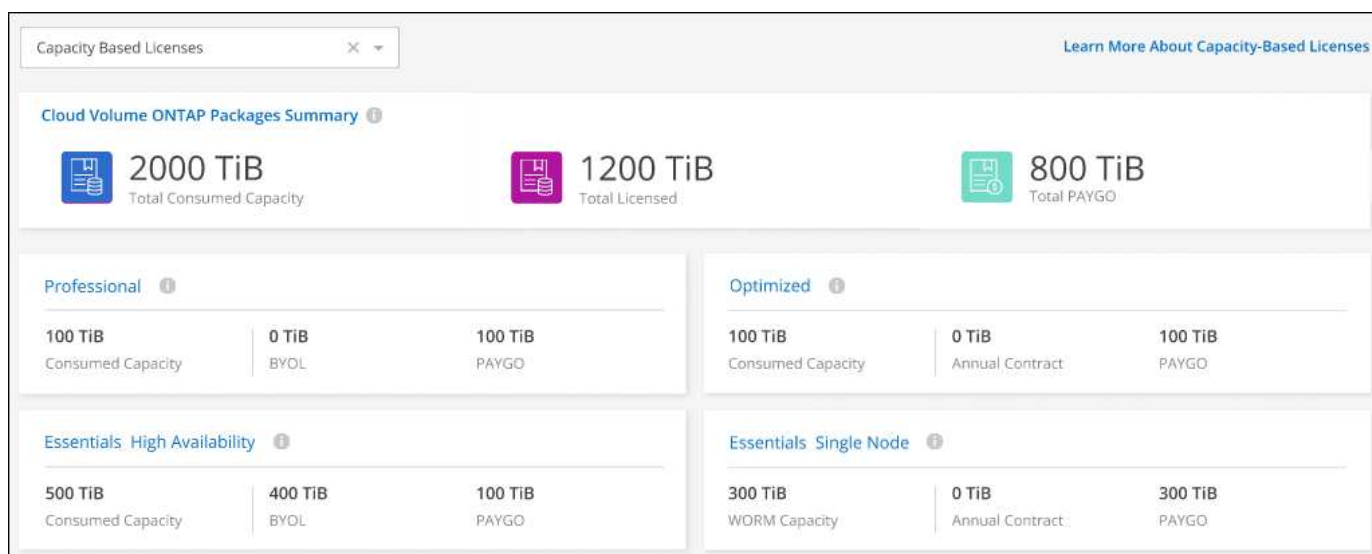 Capacity Based Licenses
Learn More About Capacity-Based Licenses
Cloud Volume ONTAP Packages Summary
2000 TiB
Total Consumed Capacity
1200 TiB
Total Licensed
800 TiB
Total PAYGO
Professional
100 TiB
Consumed Capacity
0 TiB
BYOL
100 TiB
PAYGO
Optimized
100 TiB
Consumed Capacity
0 TiB
Annual Contract
100 TiB
PAYGO
Essentials High Availability
500 TiB
Consumed Capacity
400 TiB
BYOL
100 TiB
PAYGO
Essentials Single Node
300 TiB
WORM Capacity
0 TiB
Annual Contract
300 TiB
PAYGO